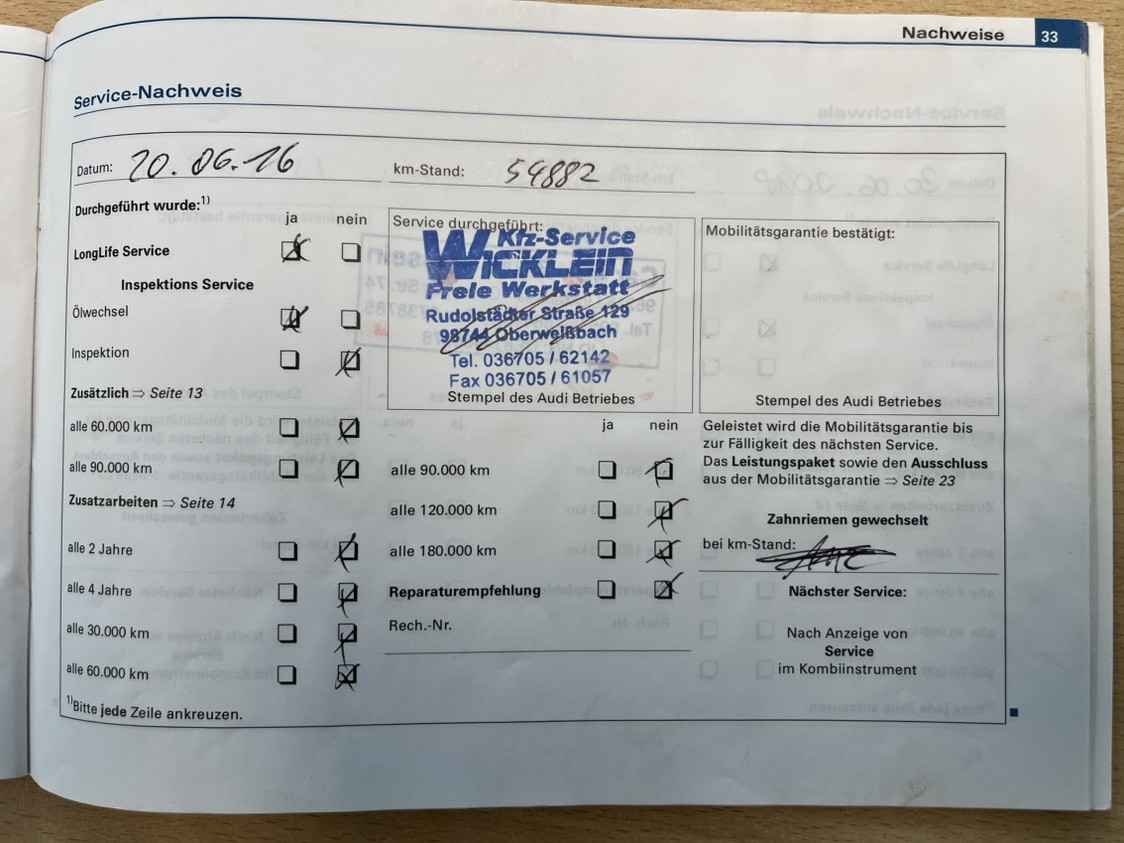 Nachweise 33
Service-Nachweis
Datum: 20.06.16 km-Stand: 54882
Durchgeführt wurde:1)
ja nein
LongLife Service
Inspektions Service
Ölwechsel
Inspektion
Zusätzlich ⇒ Seite 13
alle 60.000 km
alle 90.000 km
Zusatzarbeiten ⇒ Seite 14
alle 2 Jahre
alle 4 Jahre
alle 30.000 km
alle 60.000 km
1)Bitte jede Zeile ankreuzen.
Service durchgeführt:
Kfz-Service
WICKLEIN
Freie Werkstatt
Rudolstädter Straße 129
98744 Oberweißbach
Tel. 036705 / 62142
Fax 036705 / 61057
Stempel des Audi Betriebes
ja nein
alle 90.000 km
alle 120.000 km
alle 180.000 km
Reparaturempfehlung
Rech.-Nr.
Mobilitätsgarantie bestätigt:
Stempel des Audi Betriebes
Geleistet wird die Mobilitätsgarantie bis
zur Fälligkeit des nächsten Service.
Das Leistungspaket sowie den Ausschluss
aus der Mobilitätsgarantie ⇒ Seite 23
Zahnriemen gewechselt
bei km-Stand:
Nächster Service:
Nach Anzeige von
Service
im Kombiinstrument